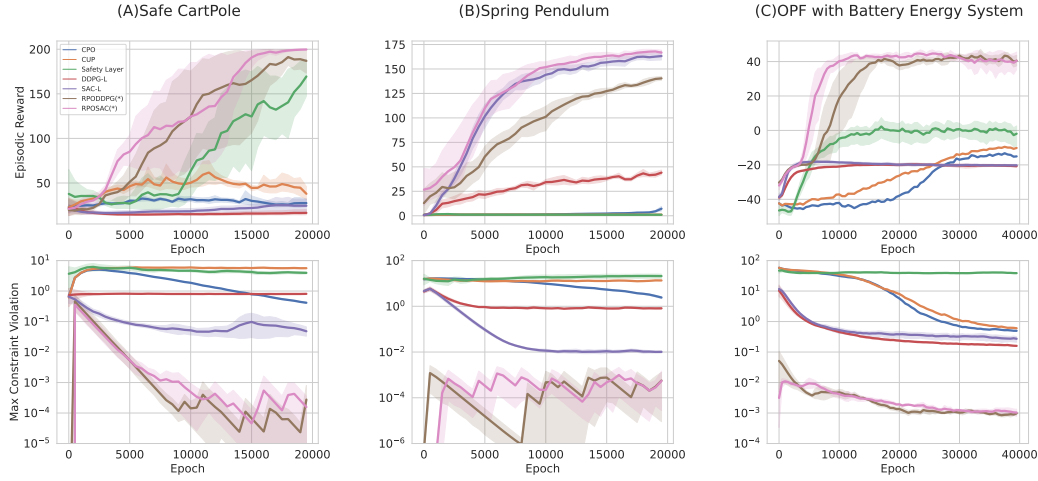 (A)Safe CartPole
(B)Spring Pendulum
(C)OPF with Battery Energy System
Episodic Reward
200
150
100
50
CPO
CUP
Safety Layer
DDPG-L
SAC-L
RPODDPG(*)
RPOSAC(*)
0 5000 10000 15000 20000
Epoch
175
150
125
100
75
50
25
0
0 5000 10000 15000 20000
Epoch
40
20
0
−20
−40
0 10000 20000 30000 40000
Epoch
Max Constraint Violation
10^1
10^0
10^−1
10^−2
10^−3
10^−4
10^−5
0 5000 10000 15000 20000
Epoch
10^2
10^0
10^−2
10^−4
10^−6
0 5000 10000 15000 20000
Epoch
10^2
10^1
10^0
10^−1
10^−2
10^−3
10^−4
0 10000 20000 30000 40000
Epoch